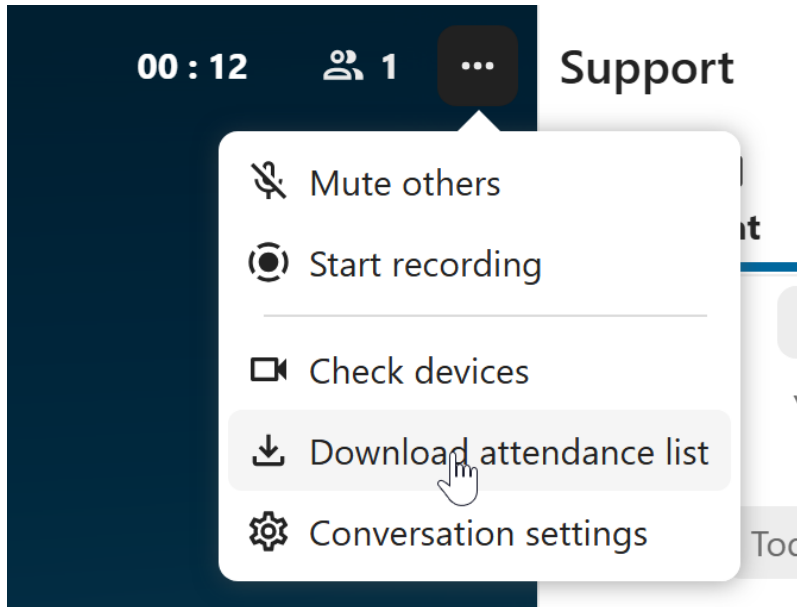 00 : 12 1 ... Support
Mute others
Start recording
Check devices
Download attendance list
Conversation settings